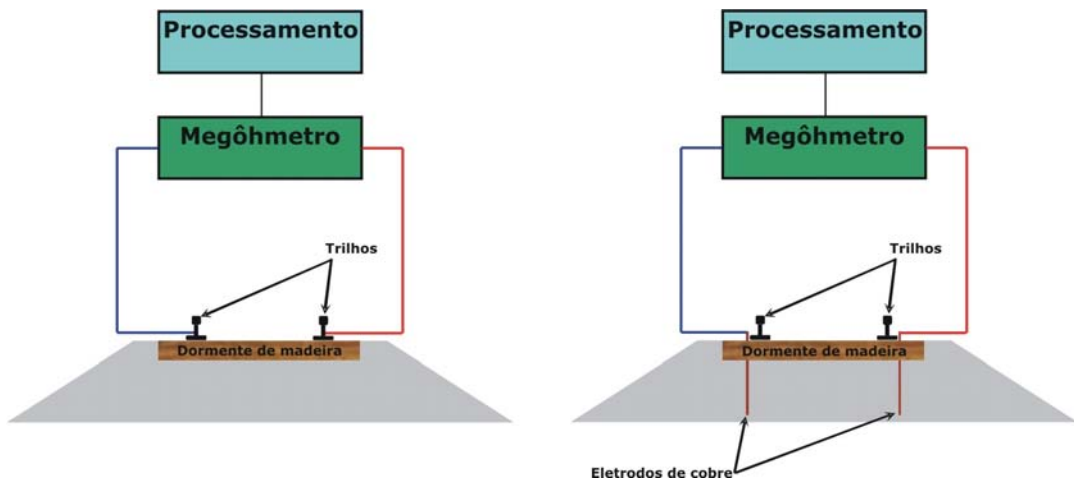 Processamento
Megôhmetro
Trilhos
Dormente de madeira
Processamento
Megôhmetro
Trilhos
Dormente de madeira
Eletrodos de cobre